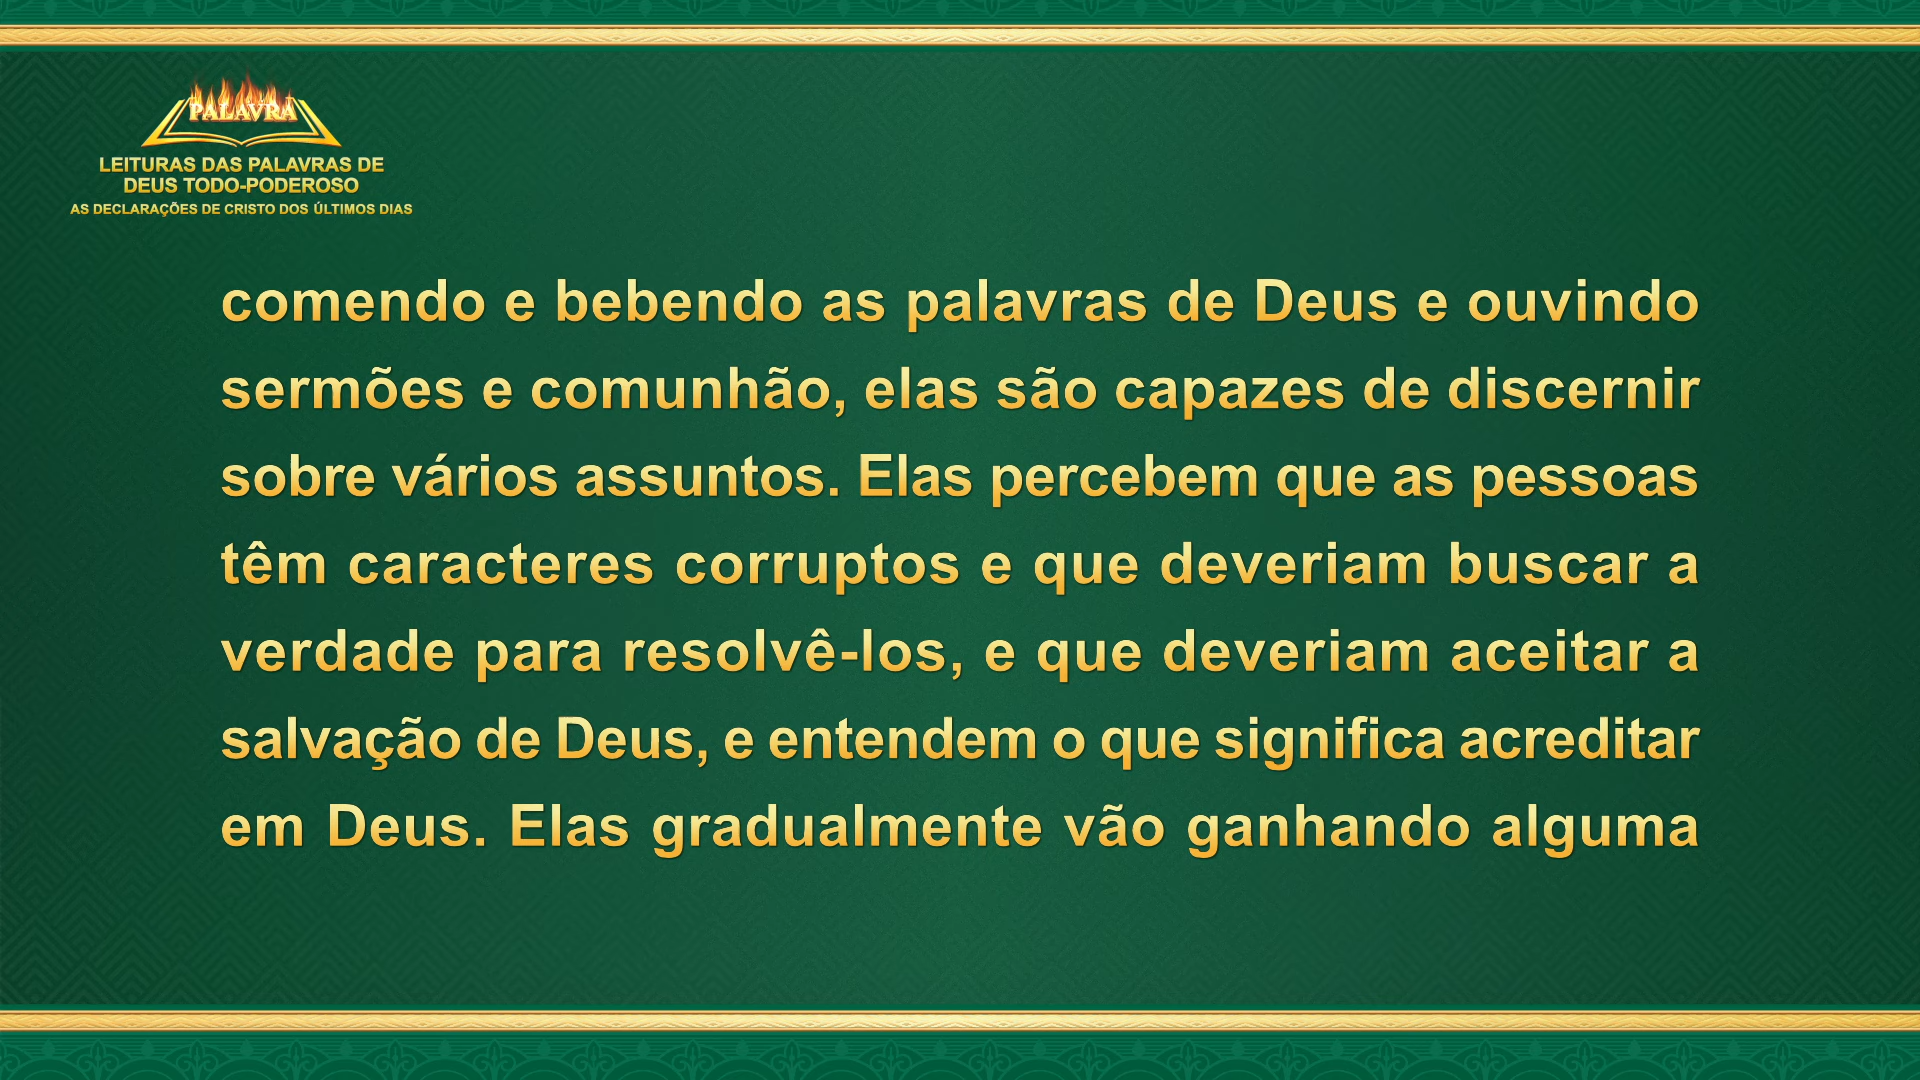 PALAVRA
LEITURAS DAS PALAVRAS DE
DEUS TODO-PODEROSO
AS DECLARAÇÕES DE CRISTO DOS ÚLTIMOS DIAS
comendo e bebendo as palavras de Deus e ouvindo
sermões e comunhão, elas são capazes de discernir
sobre vários assuntos. Elas percebem que as pessoas
têm caracteres corruptos e que deveriam buscar a
verdade para resolvê-los, e que deveriam aceitar a
salvação de Deus, e entendem o que significa acreditar
em Deus. Elas gradualmente vão ganhando alguma